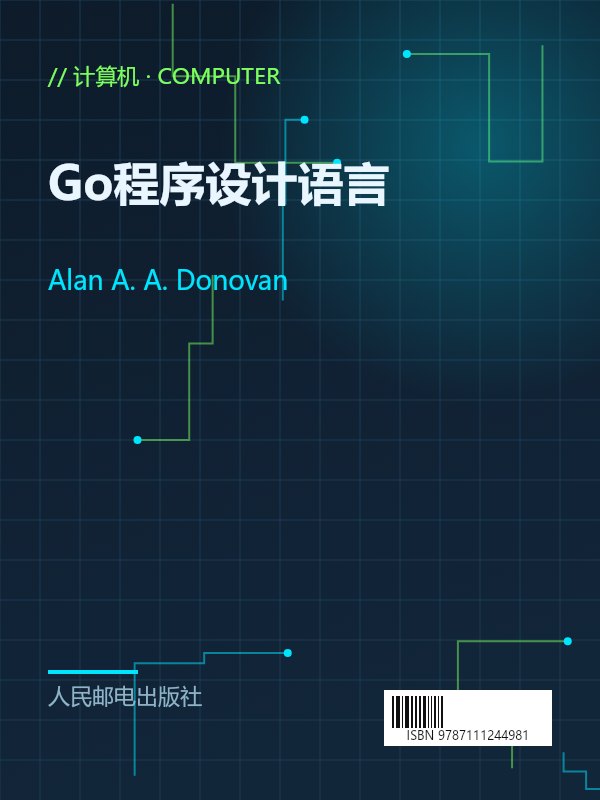 // 计算机 · COMPUTER
Go程序设计语言
Alan A. A. Donovan
人民邮电出版社
ISBN 9787111244981